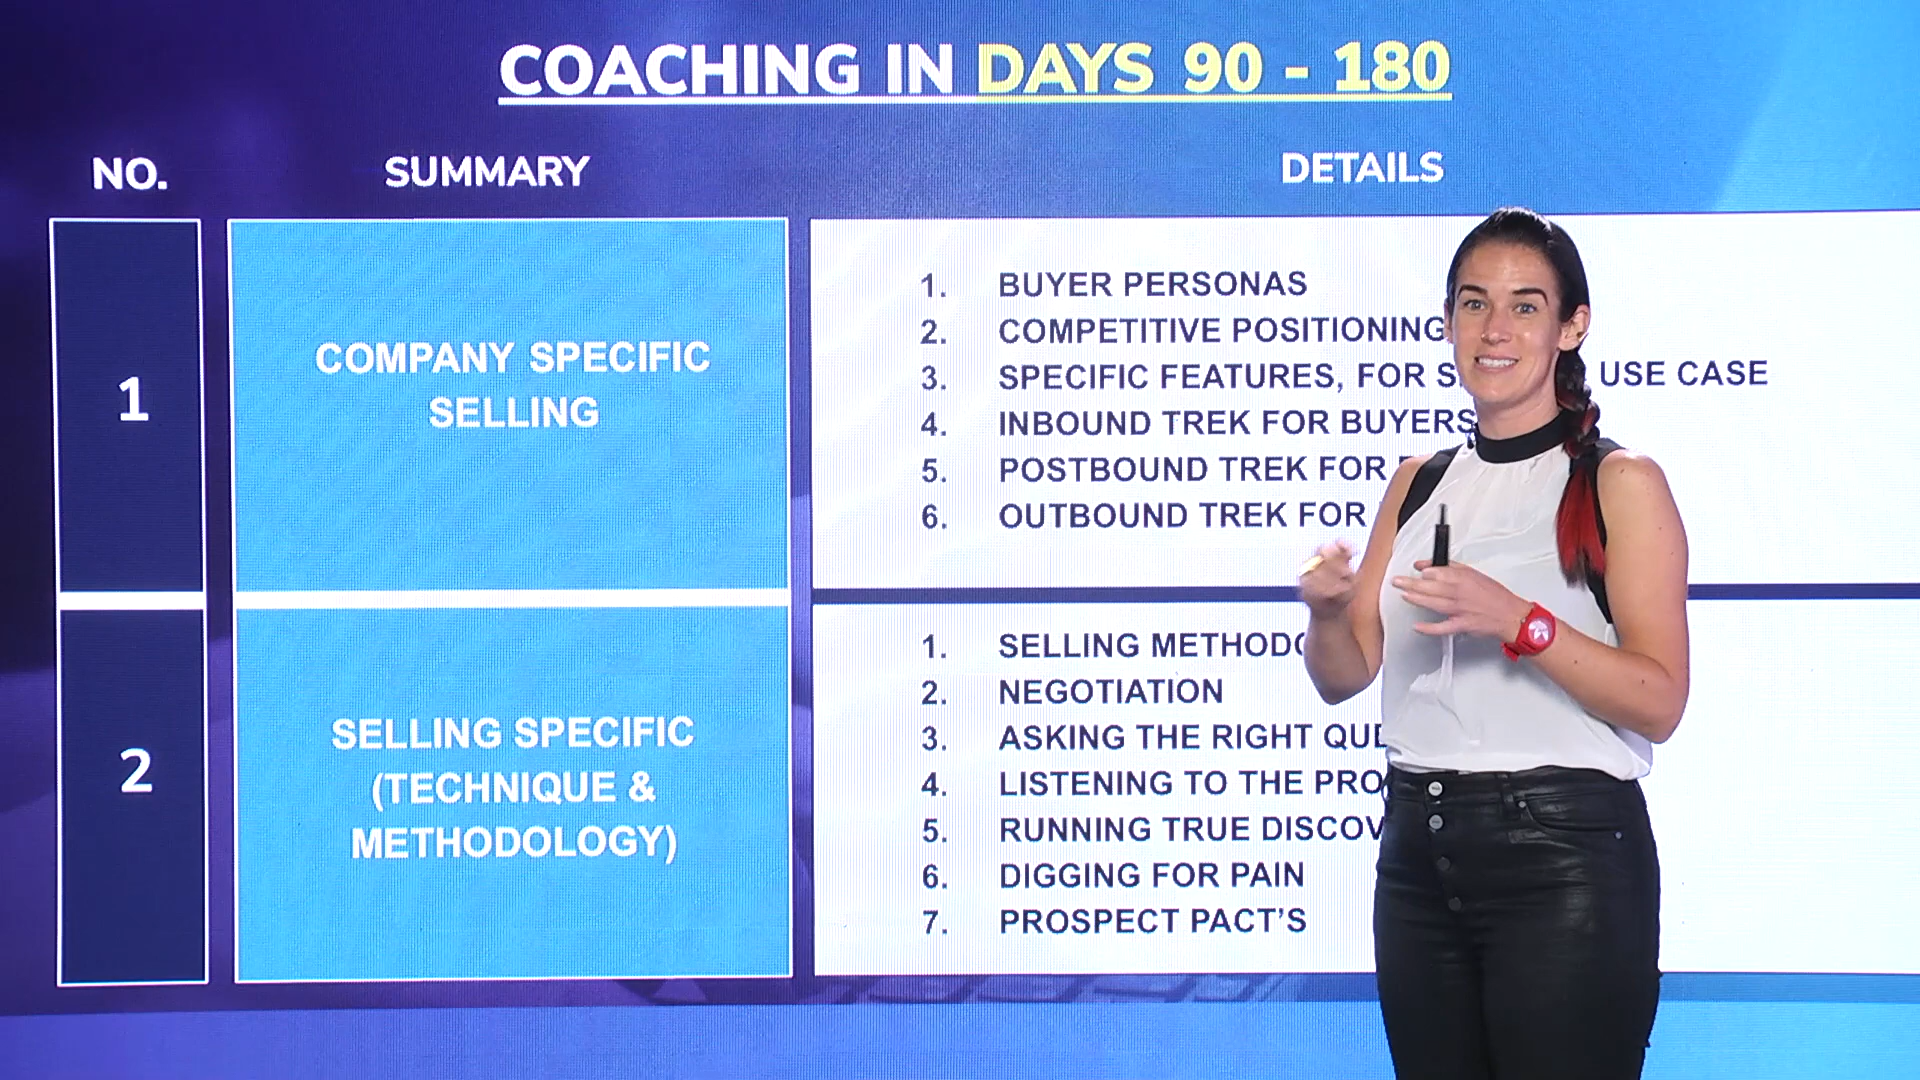 COACHING IN DAYS 90 - 180
NO. SUMMARY DETAILS
1
COMPANY SPECIFIC
SELLING
1. BUYER PERSONAS
2. COMPETITIVE POSITIONING
3. SPECIFIC FEATURES, FOR USE CASE
4. INBOUND TREK FOR BUYERS
5. POSTBOUND TREK FOR
6. OUTBOUND TREK FOR
2
SELLING SPECIFIC
(TECHNIQUE &
METHODOLOGY)
1. SELLING
2. NEGOTIATION
3. ASKING THE RIGHT
4. LISTENING TO THE
5. RUNNING TRUE
6. DIGGING FOR PAIN
7. PROSPECT PACT'S